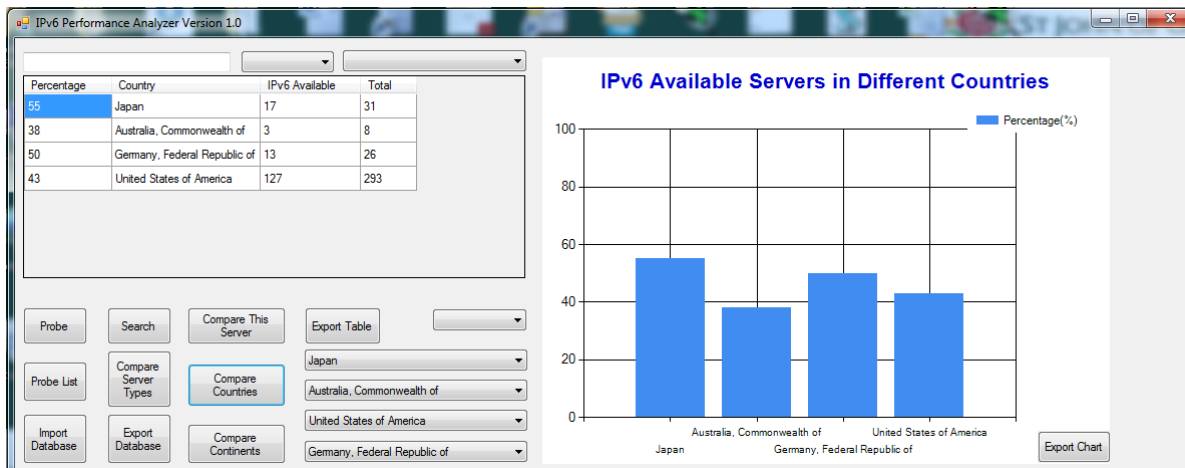 IPv6 Performance Analyzer Version 1.0
Percentage Country IPv6 Available Total
55 Japan 17 31
38 Australia, Commonwealth of 3 8
50 Germany, Federal Republic of 13 26
43 United States of America 127 293
Probe
Search
Compare This
Server
Export Table
Probe List
Compare
Server
Types
Compare
Countries
Import
Database
Export
Database
Compare
Continents
Japan
Australia, Commonwealth of
United States of America
Germany, Federal Republic of
IPv6 Available Servers in Different Countries
Percentage(%)
100
80
60
40
20
0
Australia, Commonwealth of United States of America
Japan Germany, Federal Republic of
Export Chart